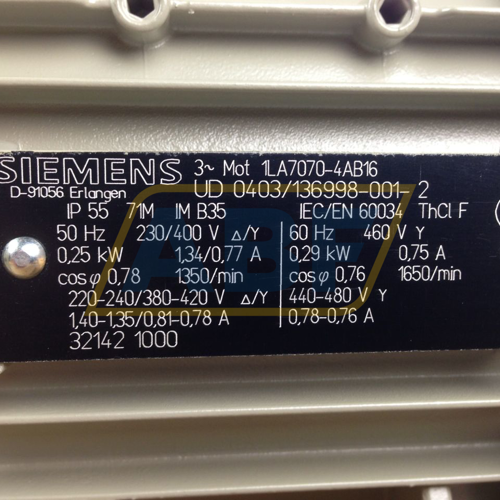 SIEMENS 3~ Mot 1LA7070-4AB16
D-91056 Erlangen UD 0403/136998-001-2
IP 55 71M IM B35 IEC/EN 60034 ThCl F
50 Hz 230/400 V △/Y 60 Hz 460 V Y
0,25 kW 1,34/0,77 A 0,29 kW 0,75 A
cos φ 0,78 1350/min cos φ 0,76 1650/min
220-240/380-420 V △/Y 440-480 V Y
1,40-1,35/0,81-0,78 A 0,78-0,76 A
32142 1000
ABF